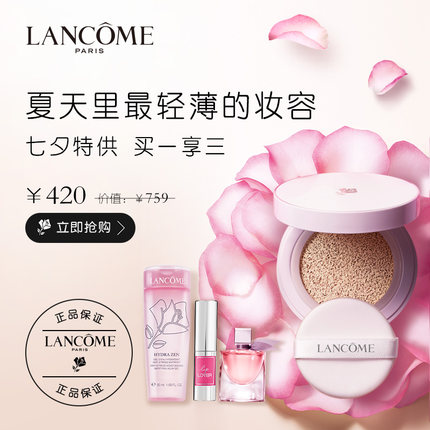 LANCÔME
PARIS
夏天里最轻薄的妆容
七夕特供 买一享三
￥420 价值：￥759
立即抢购 >
正品保证
LANCÔME
PARIS
正品保证
LANCÔME
HYDRA ZEN
LOVER
LANCÔME